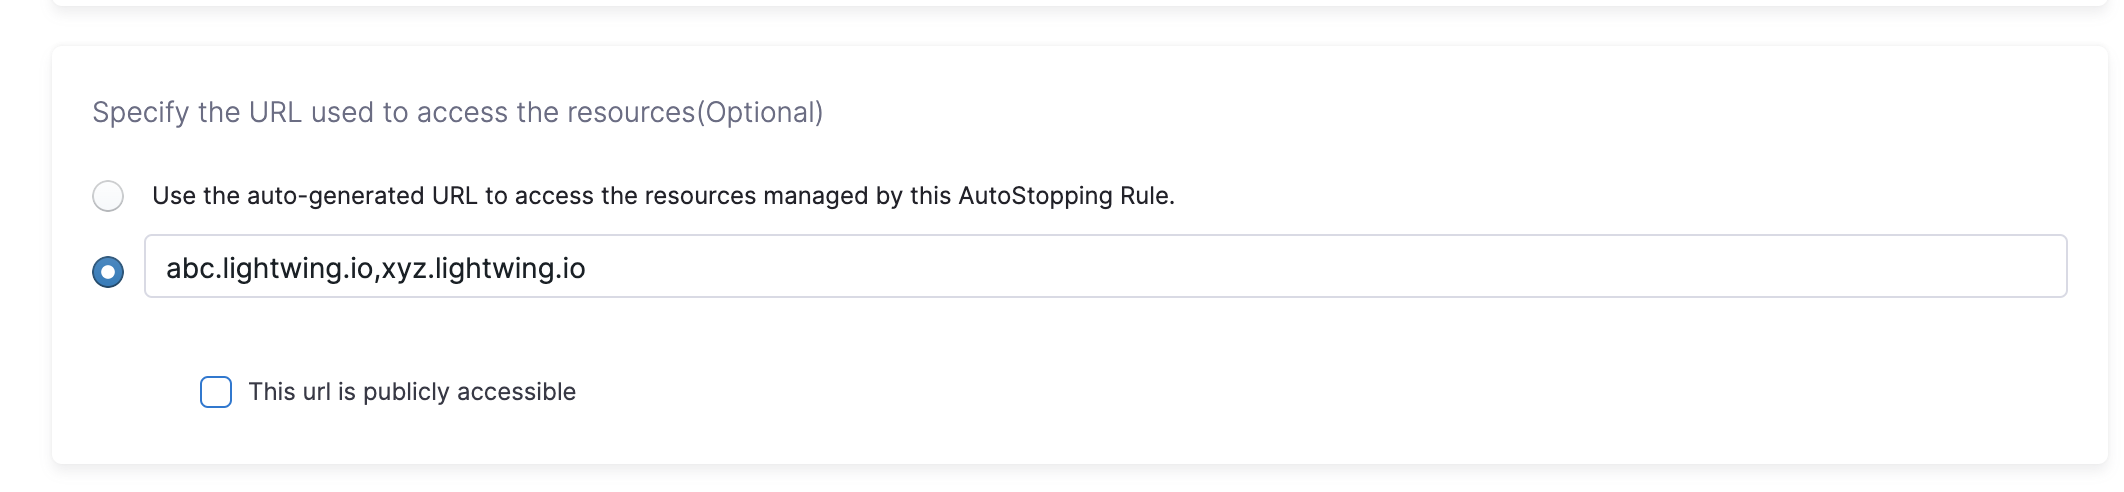 Specify the URL used to access the resources(Optional)
Use the auto-generated URL to access the resources managed by this AutoStopping Rule.
abc.lightwing.io,xyz.lightwing.io
This url is publicly accessible